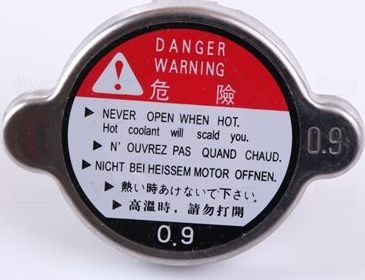 DANGER
WARNING
危 險
▶ NEVER OPEN WHEN HOT.
Hot coolant will scald you.
▶ N' OUVREZ PAS QUAND CHAUD.
▶ NICHT BEI HEISSEM MOTOR OFFNEN.
▶ 熱い時あけないで下さい.
▶ 高溫時，請勿打開
0.9
0.9